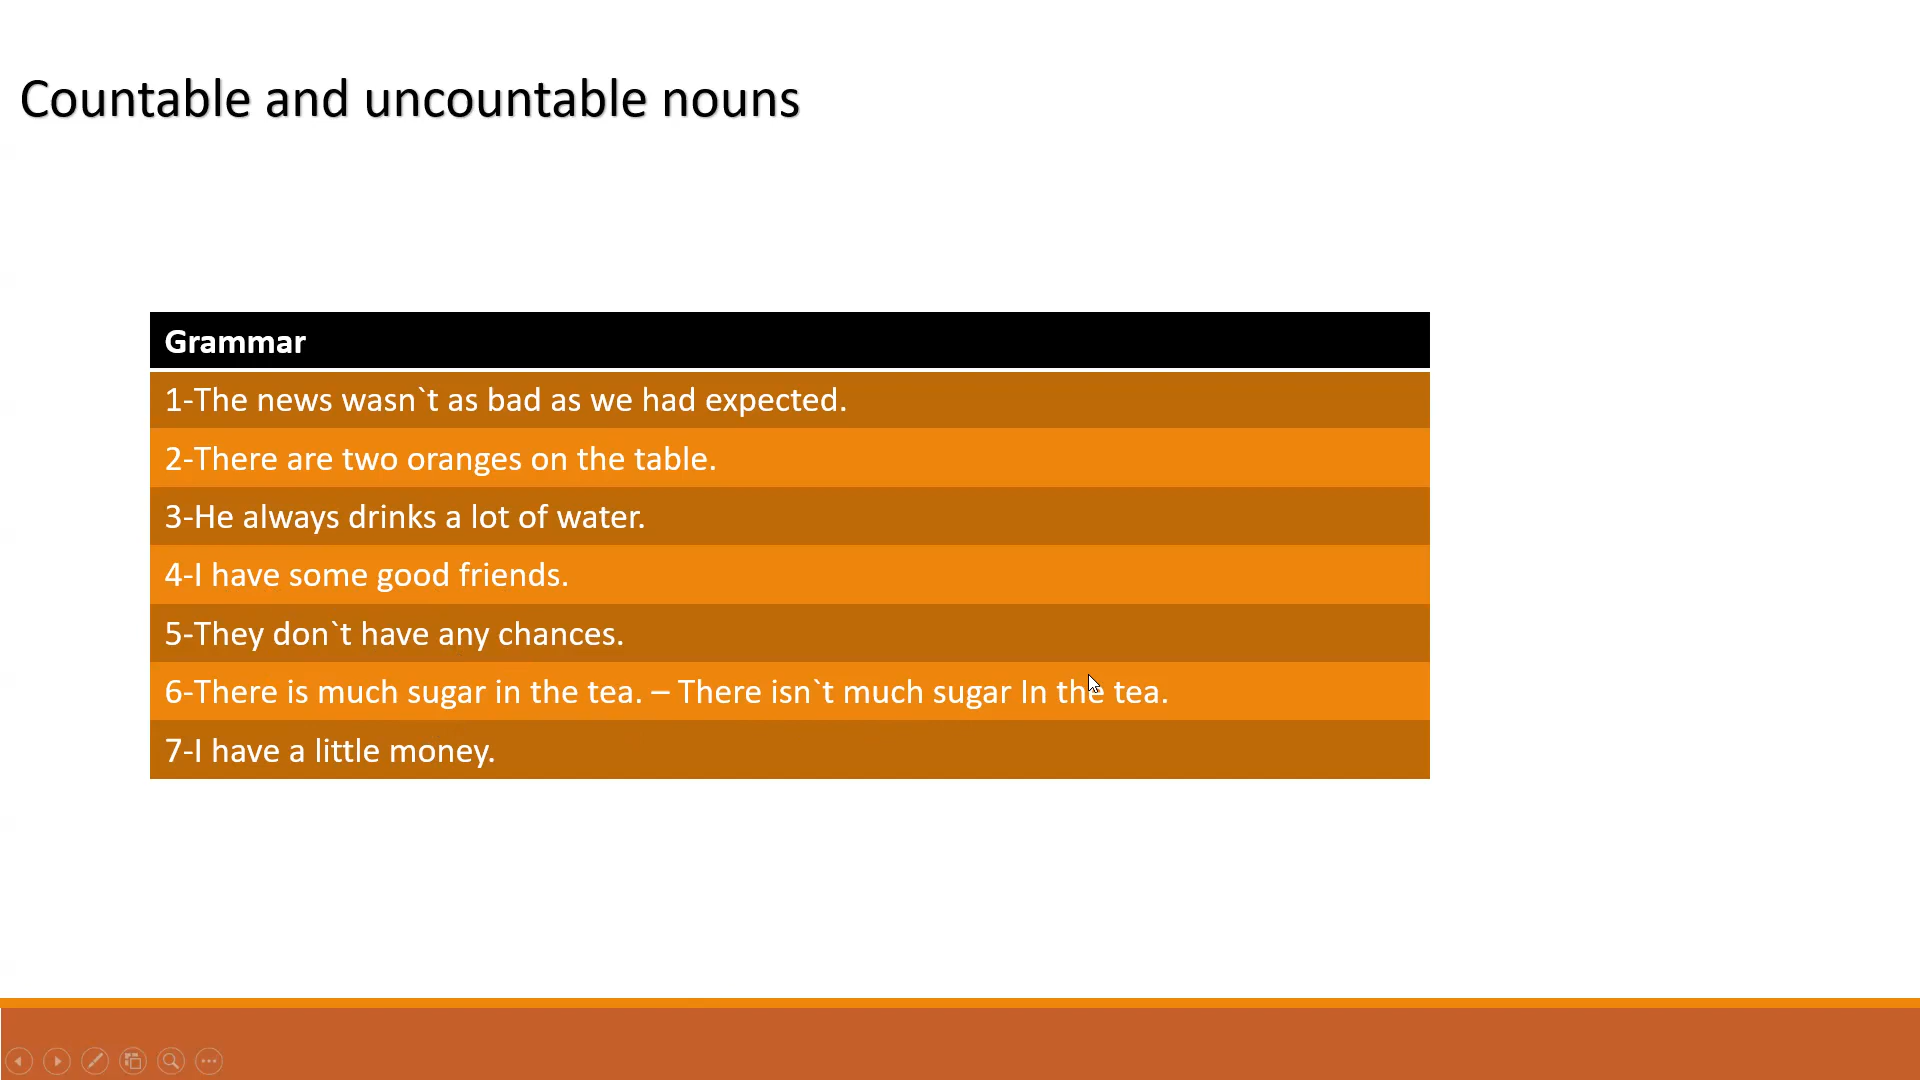 Countable and uncountable nouns
Grammar
1-The news wasn`t as bad as we had expected.
2-There are two oranges on the table.
3-He always drinks a lot of water.
4-I have some good friends.
5-They don`t have any chances.
6-There is much sugar in the tea. – There isn`t much sugar In the tea.
7-I have a little money.